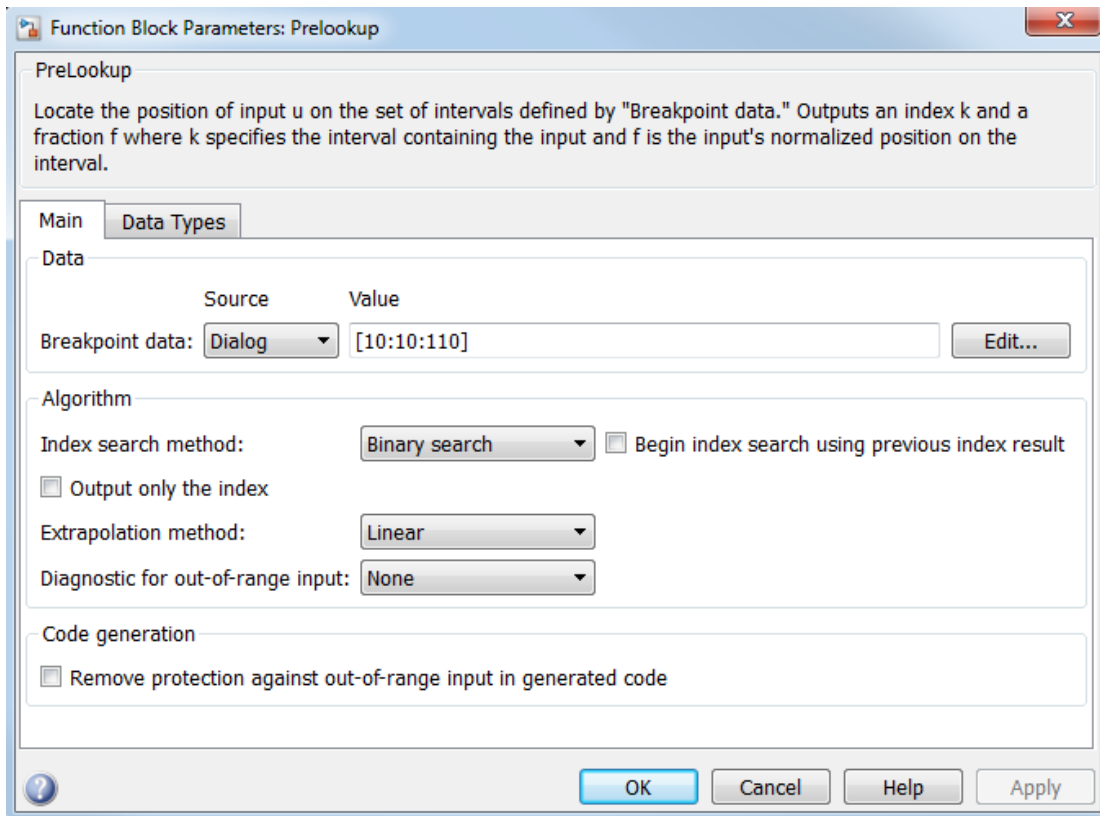 Function Block Parameters: Prelookup
PreLookup
Locate the position of input u on the set of intervals defined by "Breakpoint data." Outputs an index k and a
fraction f where k specifies the interval containing the input and f is the input's normalized position on the
interval.
Main Data Types
Data
Source Value
Breakpoint data: Dialog [10:10:110] Edit...
Algorithm
Index search method: Binary search Begin index search using previous index result
Output only the index
Extrapolation method: Linear
Diagnostic for out-of-range input: None
Code generation
Remove protection against out-of-range input in generated code
? OK Cancel Help Apply